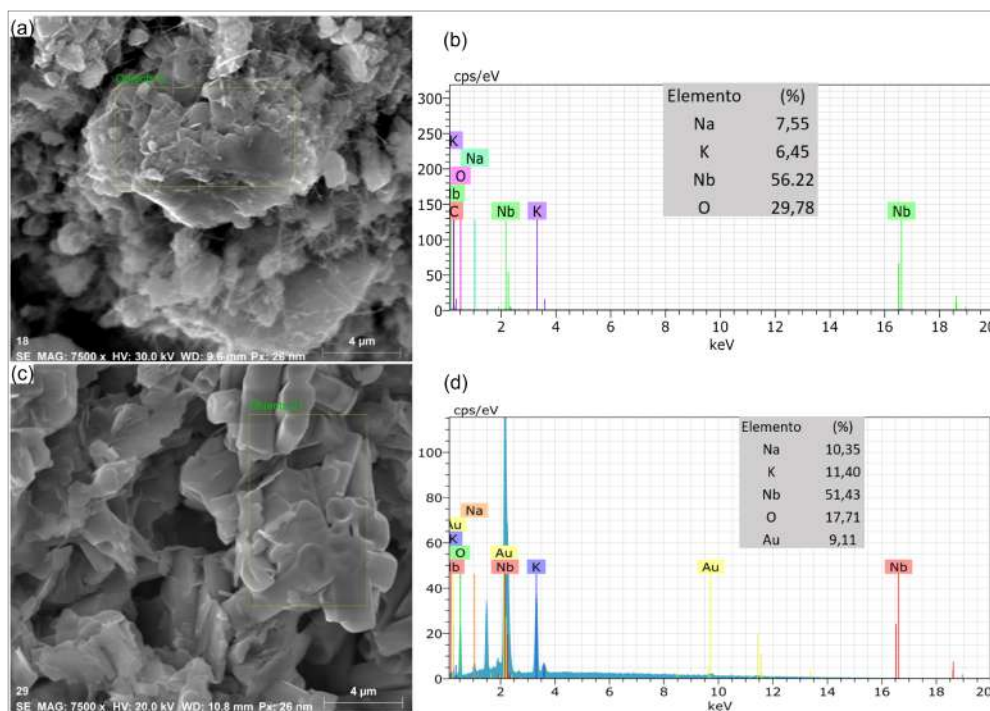 (a)
Objects
18
SE MAG: 7500 x HV: 30.0 kV WD: 9.6 mm Px: 26 nm
4 µm
(b)
cps/eV
300
250
200
150
100
50
0
K
Na
O
b
C
Nb
K
Nb
Elemento (%)
Na 7,55
K 6,45
Nb 56.22
O 29,78
2 4 6 8 10 12 14 16 18 20
keV
(c)
29
SE MAG: 7500 x HV: 20.0 kV WD: 10.8 mm Px: 26 nm
4 µm
(d)
cps/eV
100
80
60
40
20
0
Na
Au
K
O
Ib
Au
Nb
K
Au
Nb
Elemento (%)
Na 10,35
K 11,40
Nb 51,43
O 17,71
Au 9,11
2 4 6 8 10 12 14 16 18 20
keV